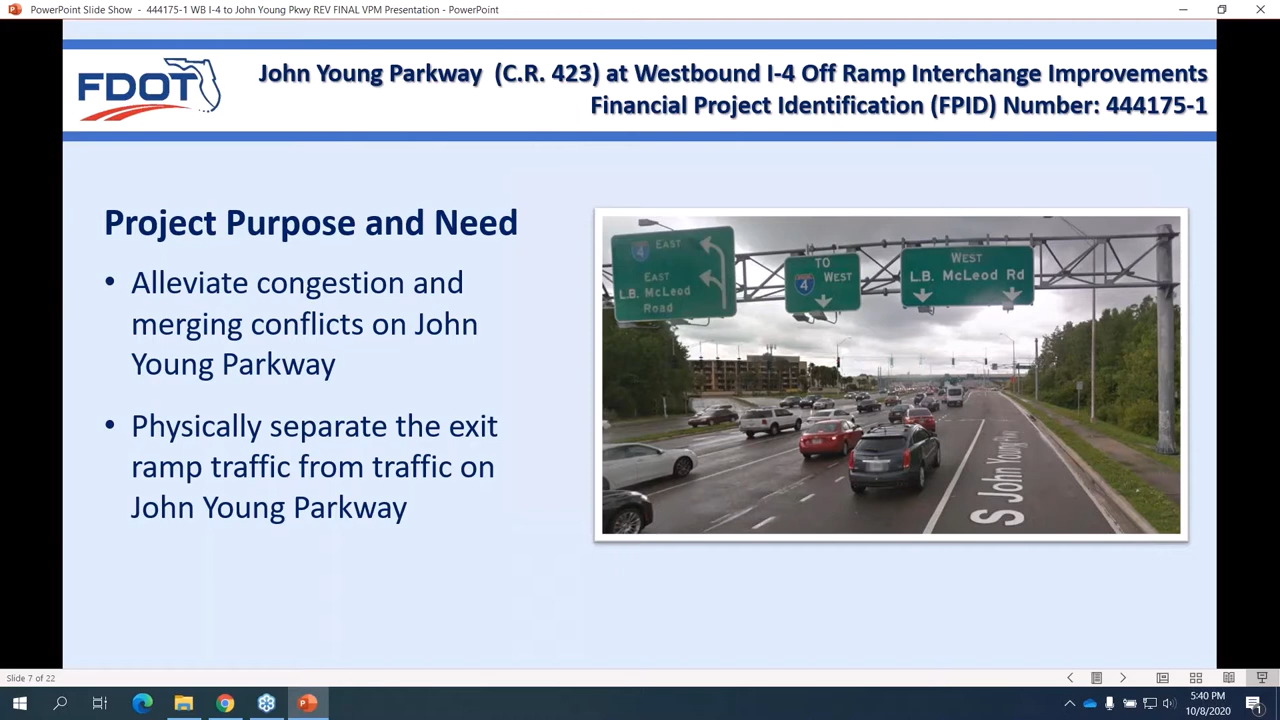 PowerPoint Slide Show - 444175-1 WB I-4 to John Young Pkwy REV FINAL VPM Presentation - PowerPoint
FDOT
John Young Parkway (C.R. 423) at Westbound I-4 Off Ramp Interchange Improvements
Financial Project Identification (FPID) Number: 444175-1
Project Purpose and Need
• Alleviate congestion and
merging conflicts on John
Young Parkway
• Physically separate the exit
ramp traffic from traffic on
John Young Parkway
4 EAST
EAST
L.B. McLeod
Road
TO
4 WEST
WEST
L.B. McLeod Rd
S John Young
Slide 7 of 22
5:40 PM
10/8/2020
1